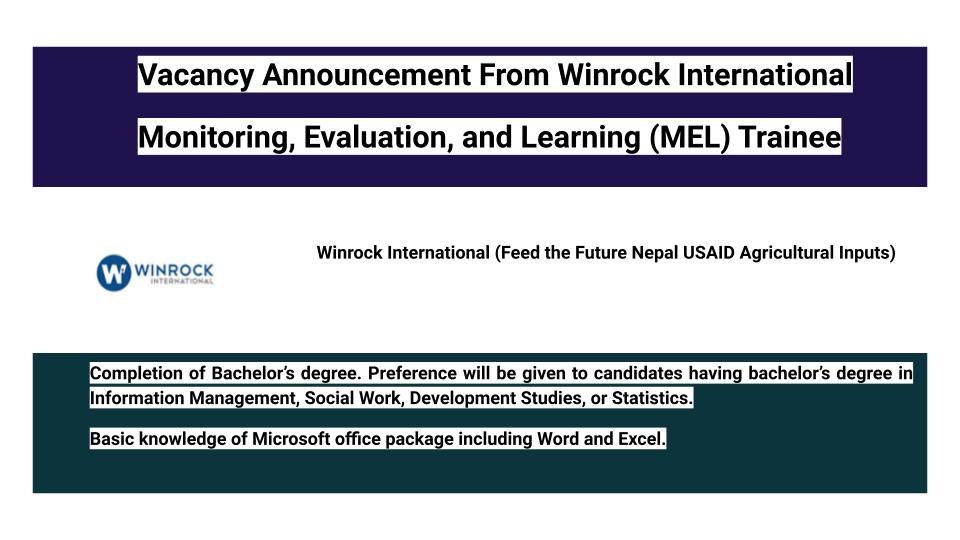 Vacancy Announcement From Winrock International
Monitoring, Evaluation, and Learning (MEL) Trainee
Winrock International (Feed the Future Nepal USAID Agricultural Inputs)
W WINROCK
INTERNATIONAL
Completion of Bachelor’s degree. Preference will be given to candidates having bachelor’s degree in
Information Management, Social Work, Development Studies, or Statistics.
Basic knowledge of Microsoft office package including Word and Excel.